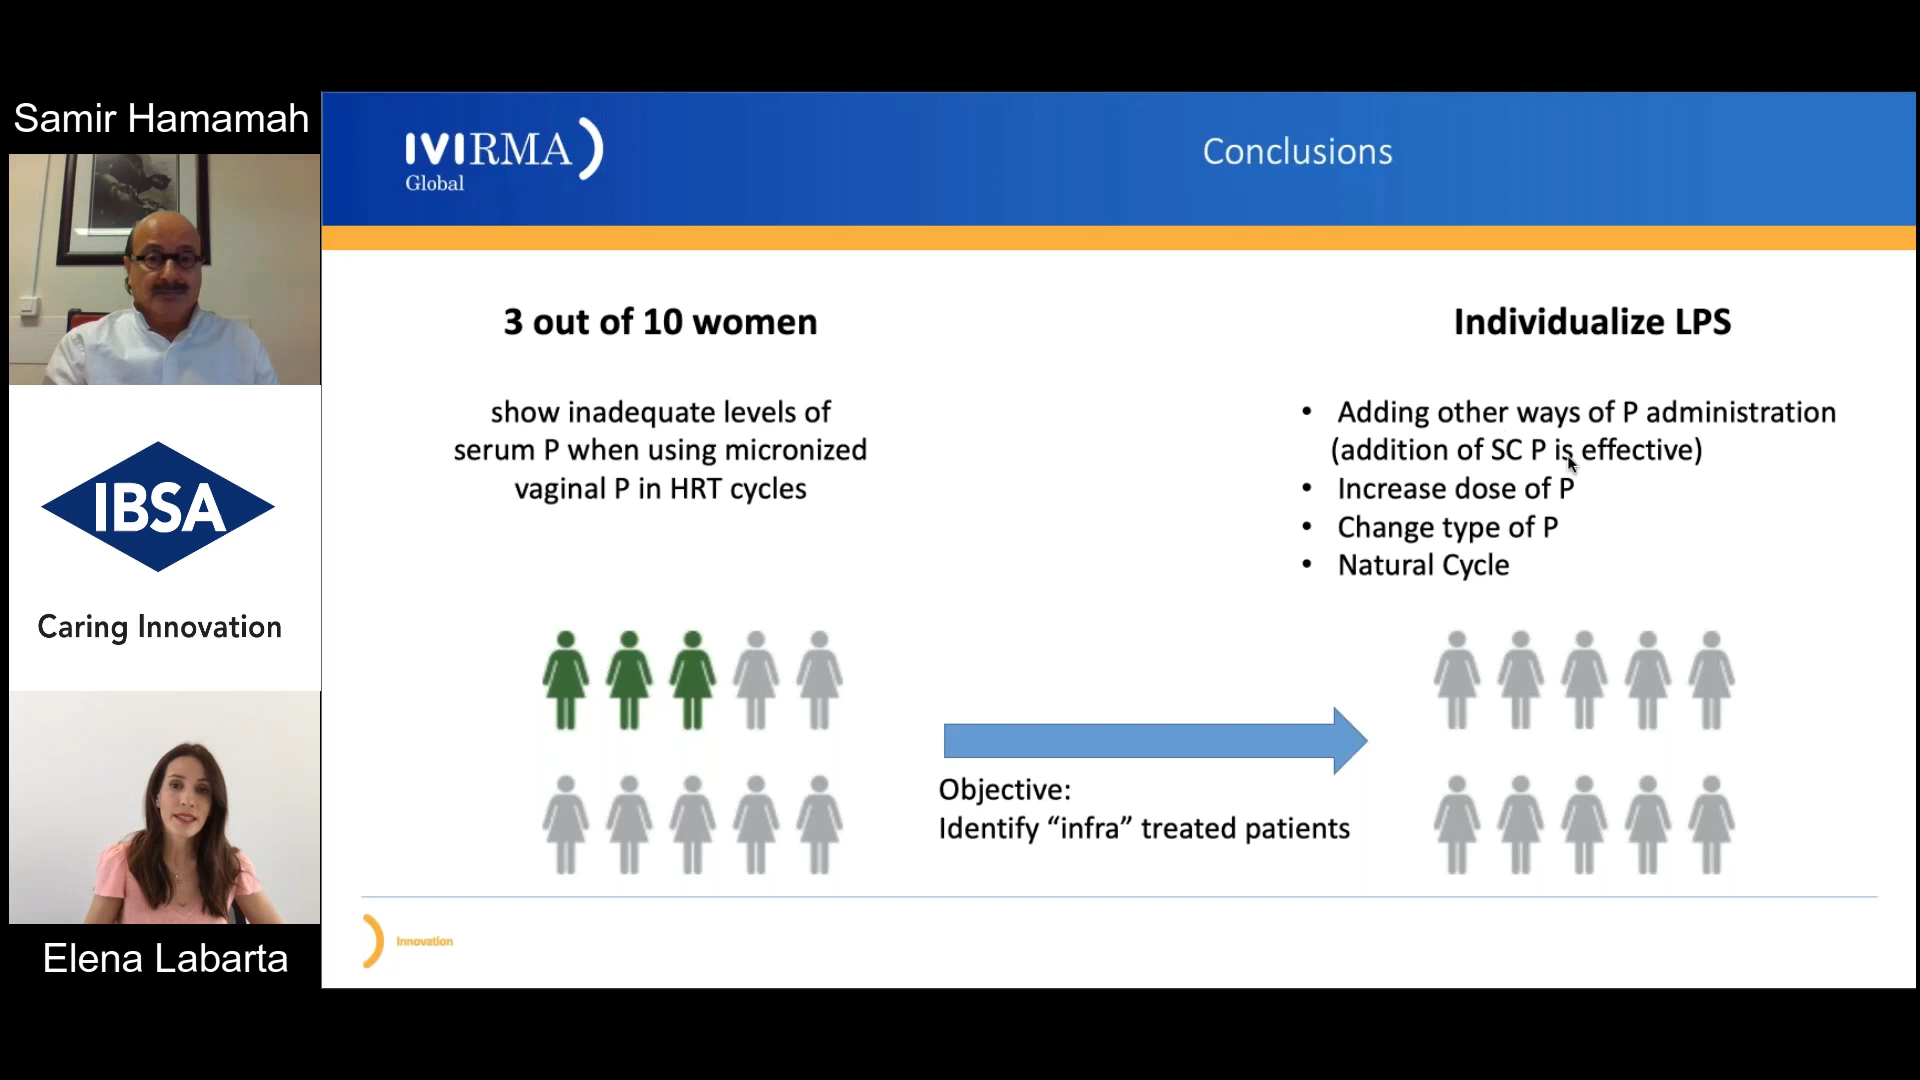 Samir Hamamah
IBSA
Caring Innovation
Elena Labarta
IVIRMA
Global
Conclusions
3 out of 10 women
show inadequate levels of
serum P when using micronized
vaginal P in HRT cycles
Individualize LPS
• Adding other ways of P administration
(addition of SC P is effective)
• Increase dose of P
• Change type of P
• Natural Cycle
Objective:
Identify “infra” treated patients
Innovation